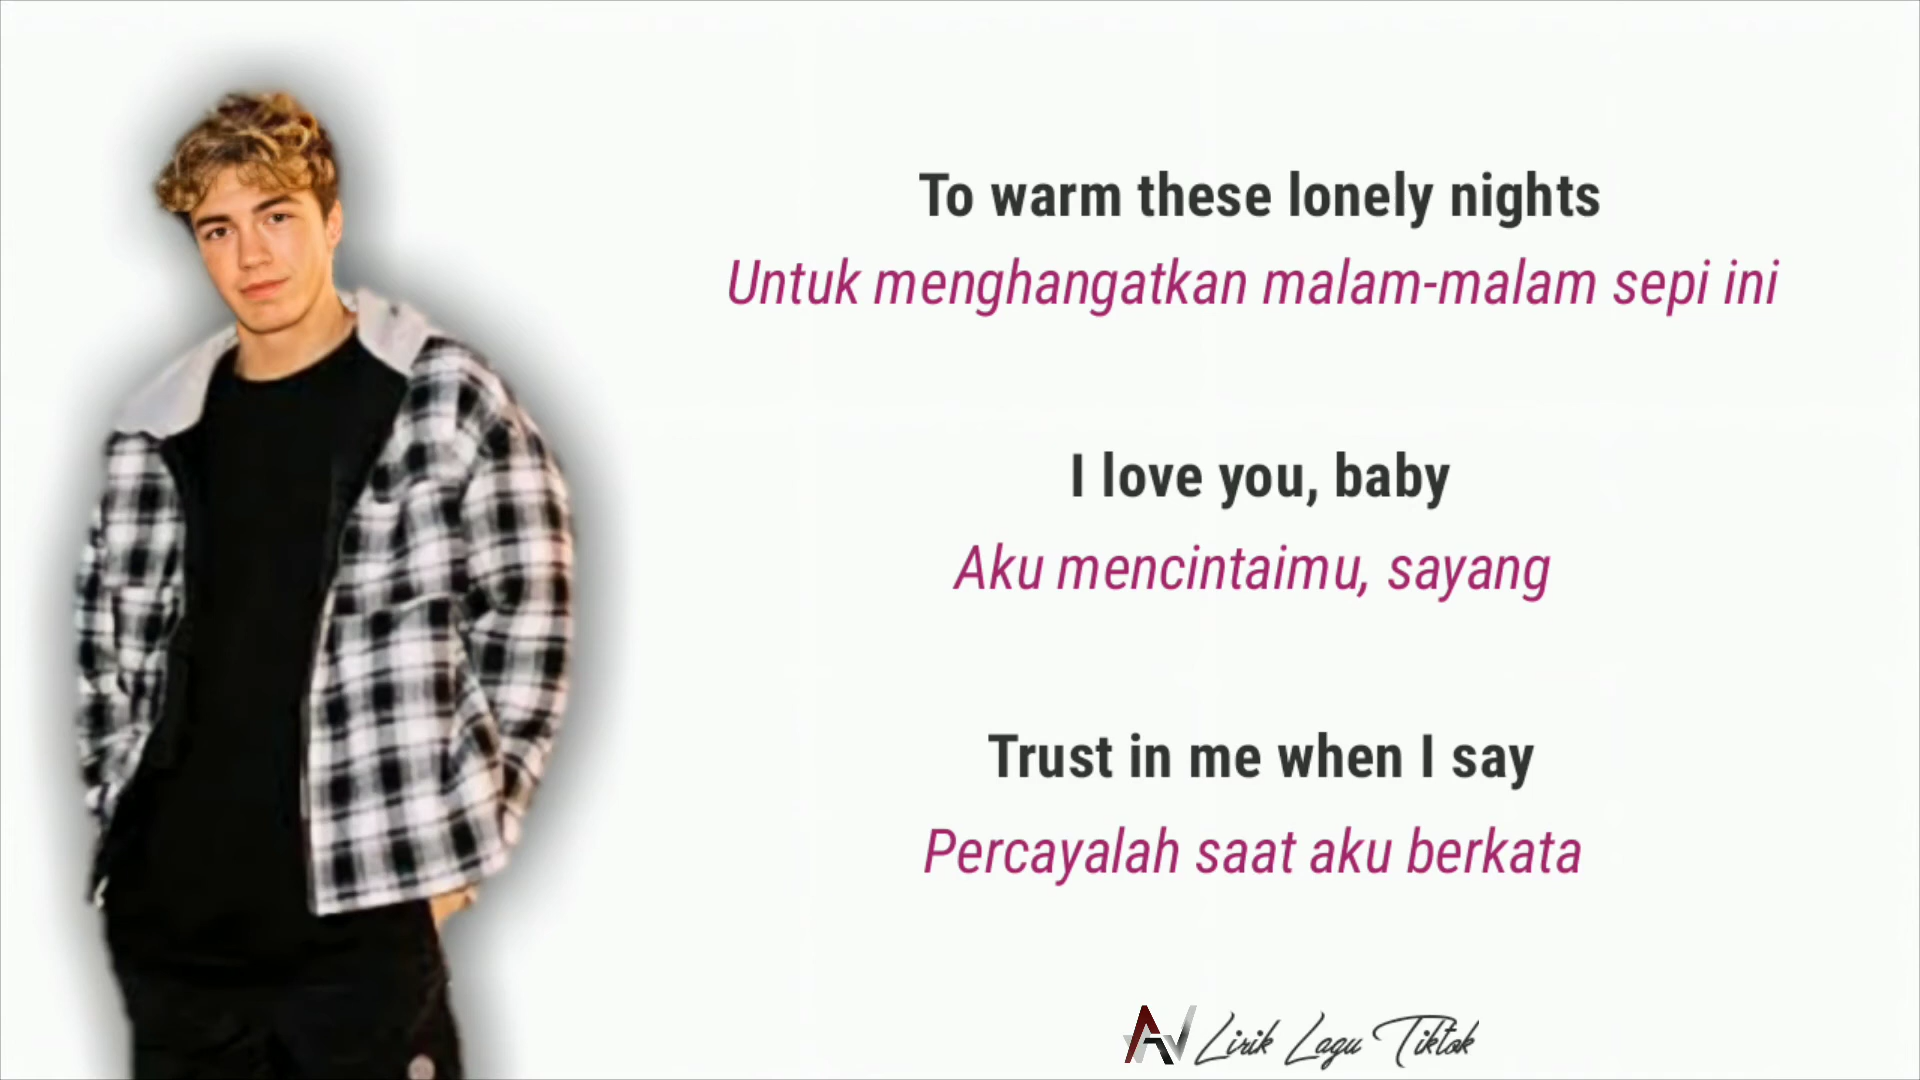 To warm these lonely nights
Untuk menghangatkan malam-malam sepi ini
I love you, baby
Aku mencintaimu, sayang
Trust in me when I say
Percayalah saat aku berkata
Lirik Lagu Tiktok